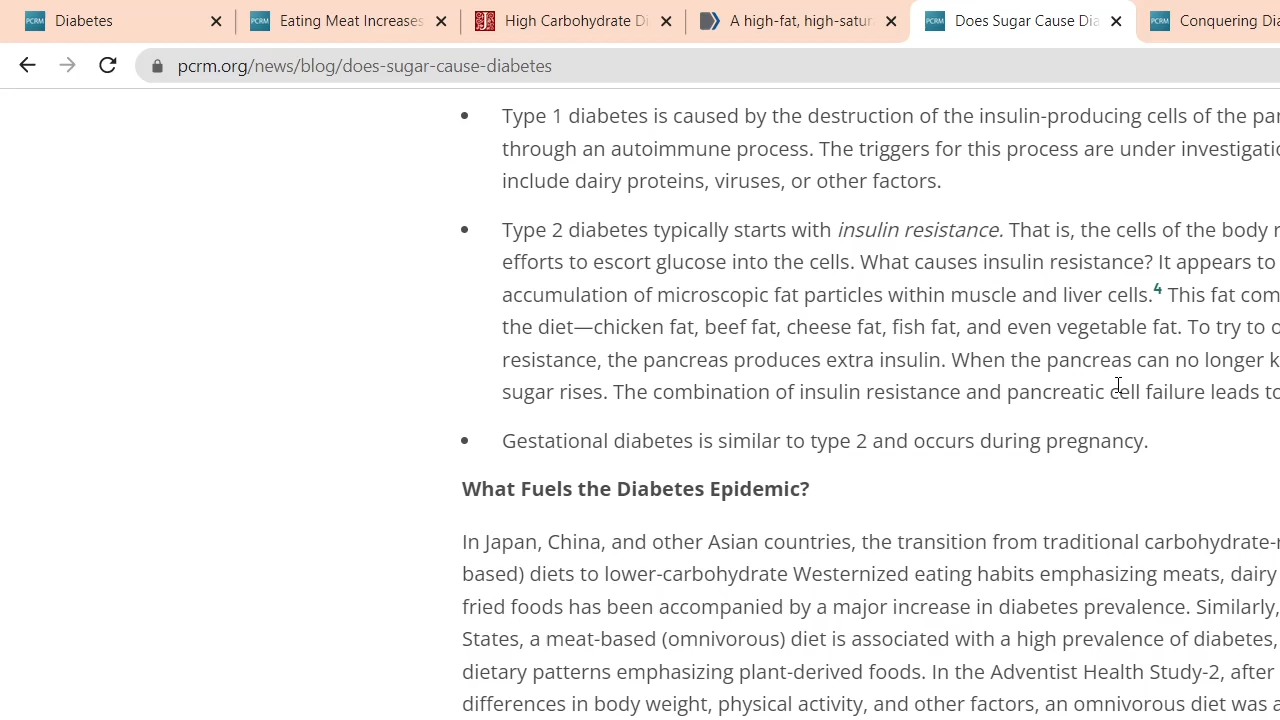 Diabetes
Eating Meat Increases
High Carbohydrate Di
A high-fat, high-satur
Does Sugar Cause Dia
Conquering Dia
pcrm.org/news/blog/does-sugar-cause-diabetes
Type 1 diabetes is caused by the destruction of the insulin-producing cells of the pan
through an autoimmune process. The triggers for this process are under investigati
include dairy proteins, viruses, or other factors.
Type 2 diabetes typically starts with insulin resistance. That is, the cells of the body r
efforts to escort glucose into the cells. What causes insulin resistance? It appears to
accumulation of microscopic fat particles within muscle and liver cells.4 This fat com
the diet—chicken fat, beef fat, cheese fat, fish fat, and even vegetable fat. To try to o
resistance, the pancreas produces extra insulin. When the pancreas can no longer k
sugar rises. The combination of insulin resistance and pancreatic cell failure leads to
Gestational diabetes is similar to type 2 and occurs during pregnancy.
What Fuels the Diabetes Epidemic?
In Japan, China, and other Asian countries, the transition from traditional carbohydrate-r
based) diets to lower-carbohydrate Westernized eating habits emphasizing meats, dairy
fried foods has been accompanied by a major increase in diabetes prevalence. Similarly,
States, a meat-based (omnivorous) diet is associated with a high prevalence of diabetes,
dietary patterns emphasizing plant-derived foods. In the Adventist Health Study-2, after
differences in body weight, physical activity, and other factors, an omnivorous diet was a